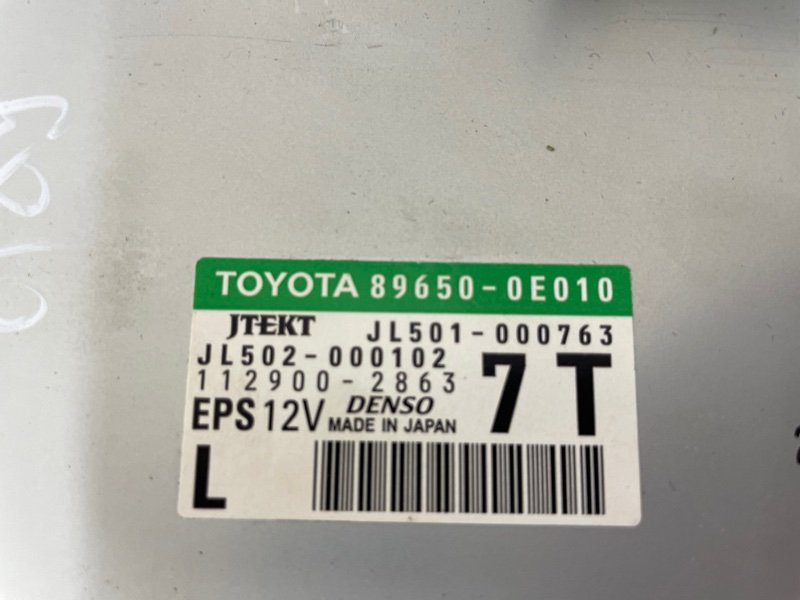 TOYOTA 89650-0E010
JTEKT JL501-000763
JL502-000102
112900-2863
7T
EPS 12V DENSO
MADE IN JAPAN
L